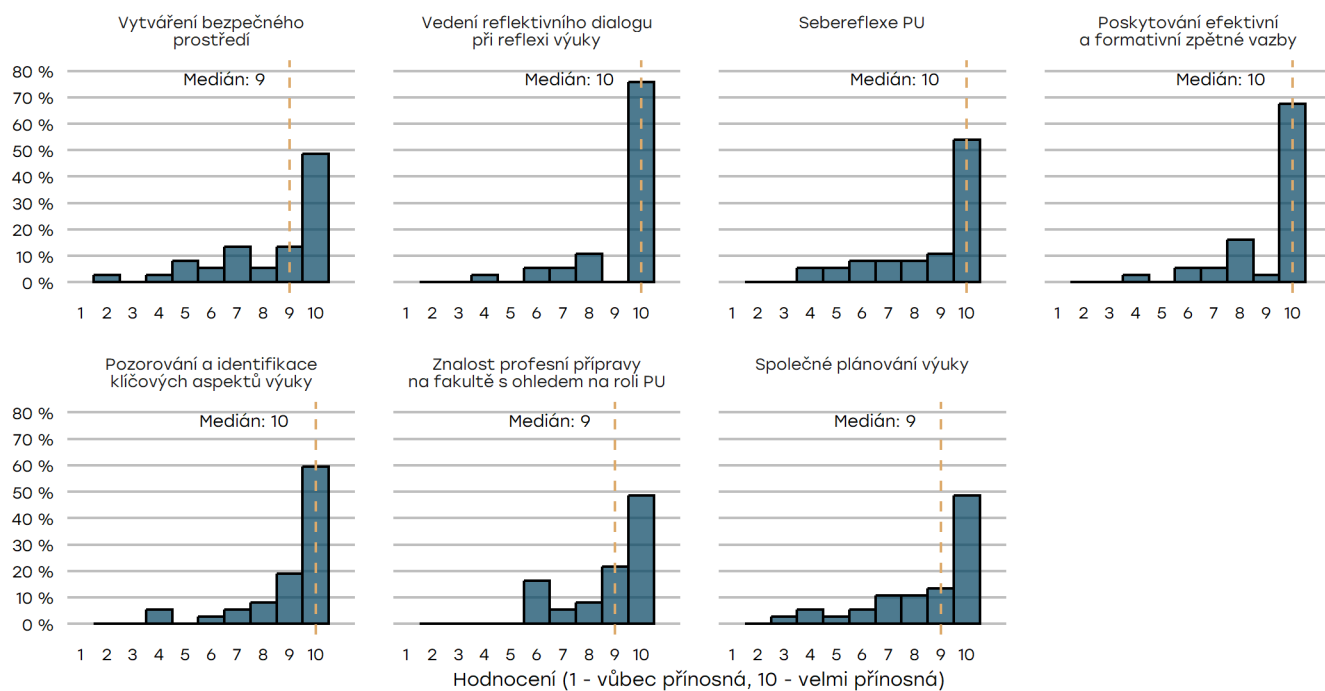 Vytváření bezpečného
prostředí
Vedení reflektivního dialogu
při reflexi výuky
Sebereflexe PU
Poskytování efektivní
a formativní zpětné vazby
Medián: 9
Medián: 10
Medián: 10
Medián: 10
80 %
70 %
60 %
50 %
40 %
30 %
20 %
10 %
0 %
1 2 3 4 5 6 7 8 9 10
1 2 3 4 5 6 7 8 9 10
1 2 3 4 5 6 7 8 9 10
1 2 3 4 5 6 7 8 9 10
Pozorování a identifikace
klíčových aspektů výuky
Znalost profesní přípravy
na fakultě s ohledem na roli PU
Společné plánování výuky
Medián: 10
Medián: 9
Medián: 9
80 %
70 %
60 %
50 %
40 %
30 %
20 %
10 %
0 %
1 2 3 4 5 6 7 8 9 10
1 2 3 4 5 6 7 8 9 10
1 2 3 4 5 6 7 8 9 10
Hodnocení (1 - vůbec přínosná, 10 - velmi přínosná)